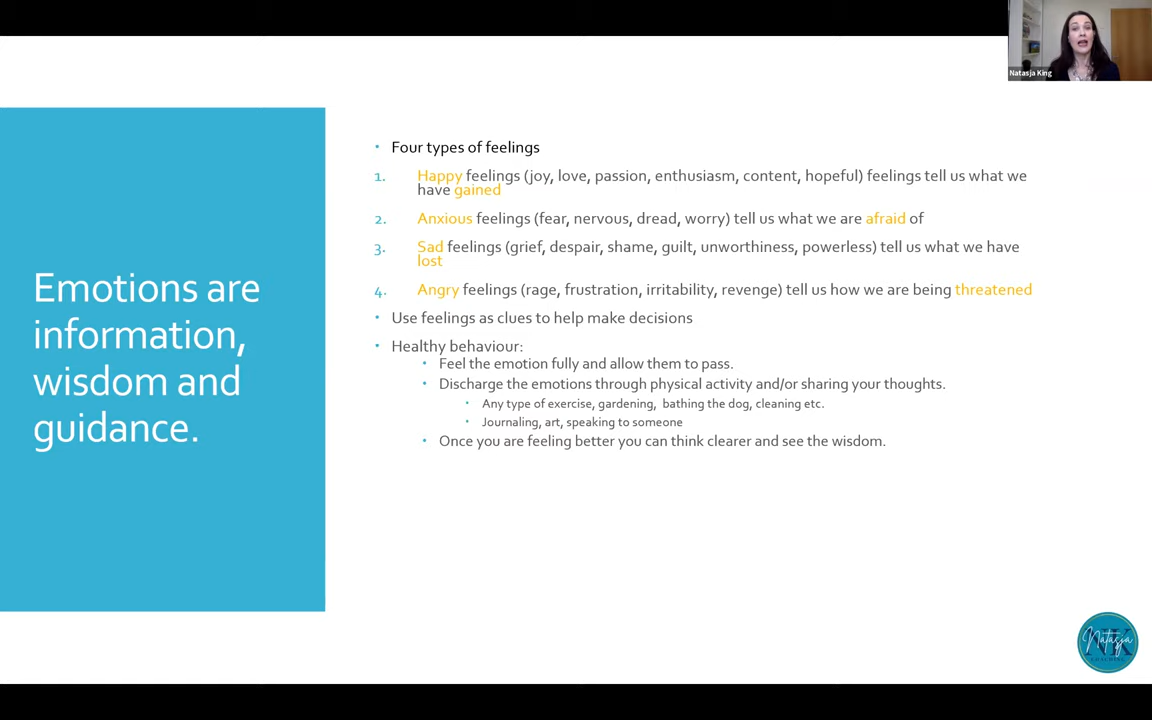 Natasja King
Emotions are
information,
wisdom and
guidance.
• Four types of feelings
1. Happy feelings (joy, love, passion, enthusiasm, content, hopeful) feelings tell us what we
have gained
2. Anxious feelings (fear, nervous, dread, worry) tell us what we are afraid of
3. Sad feelings (grief, despair, shame, guilt, unworthiness, powerless) tell us what we have
lost
4. Angry feelings (rage, frustration, irritability, revenge) tell us how we are being threatened
• Use feelings as clues to help make decisions
• Healthy behaviour:
• Feel the emotion fully and allow them to pass.
• Discharge the emotions through physical activity and/or sharing your thoughts.
• Any type of exercise, gardening, bathing the dog, cleaning etc.
• Journaling, art, speaking to someone
• Once you are feeling better you can think clearer and see the wisdom.
NK
Natasja
COACHING